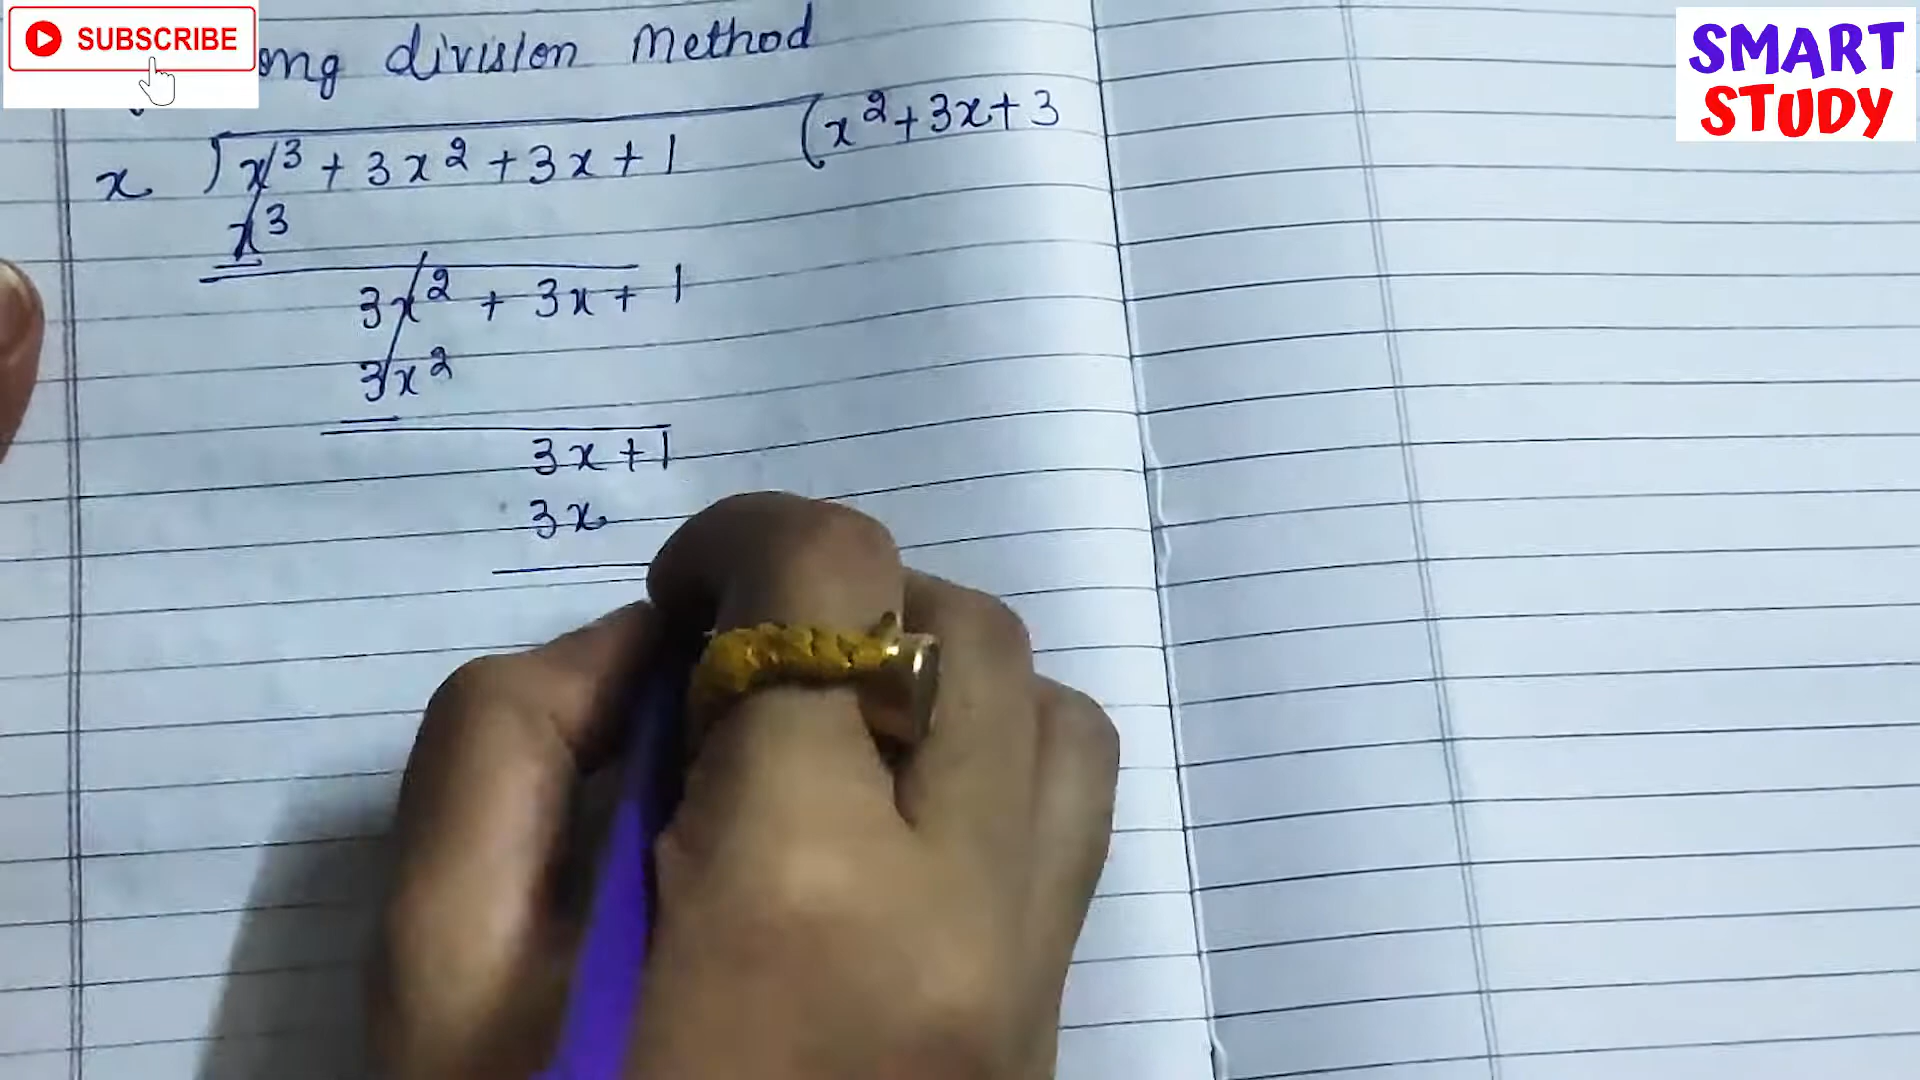 SUBSCRIBE
SMART
STUDY
division Method
x ) x³ + 3x² + 3x + 1 ( x² + 3x + 3
x³
3x² + 3x + 1
3x²
3x + 1
3x